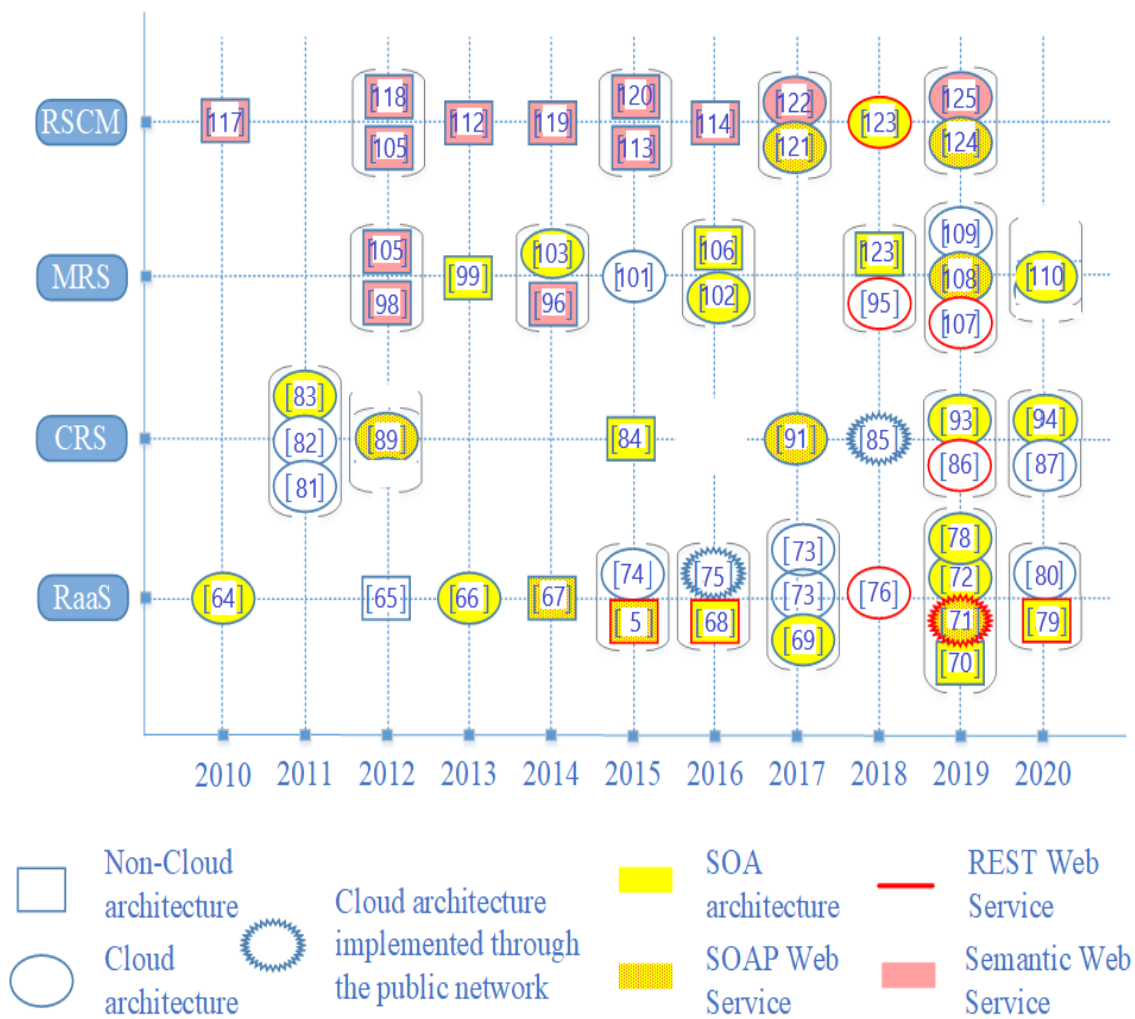 RSCM
[117]
[118]
[105]
[112]
[119]
[120]
[113]
[114]
[122]
[121]
[123]
[125]
[124]
MRS
[105]
[98]
[99]
[103]
[96]
[101]
[106]
[102]
[123]
[95]
[109]
[108]
[107]
[110]
CRS
[83]
[82]
[81]
[89]
[84]
[91]
[85]
[93]
[86]
[94]
[87]
RaaS
[64]
[65]
[66]
[67]
[74]
[5]
[75]
[68]
[73]
[73]
[69]
[76]
[78]
[72]
[71]
[70]
[80]
[79]
2010 2011 2012 2013 2014 2015 2016 2017 2018 2019 2020
Non-Cloud
architecture
Cloud
architecture
Cloud architecture
implemented through
the public network
SOA
architecture
SOAP Web
Service
REST Web
Service
Semantic Web
Service